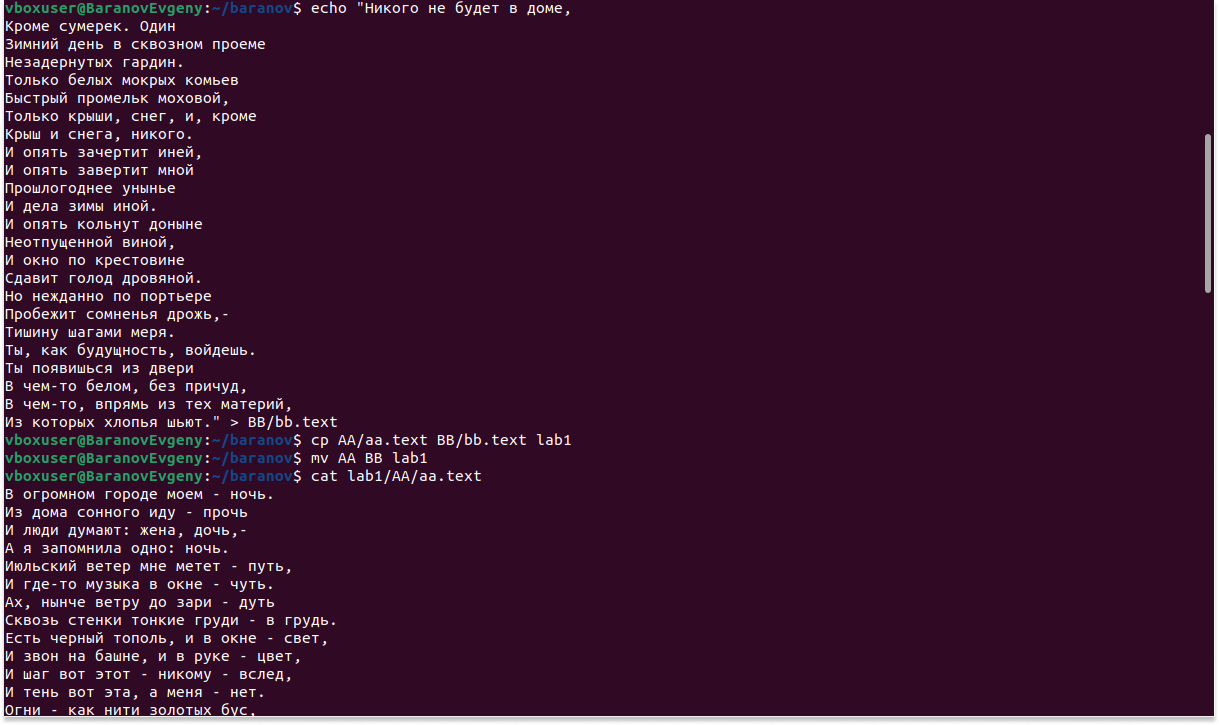 vboxuser@BaranovEvgeny:~/baranov$ echo "Никого не будет в доме,
Кроме сумерек. Один
Зимний день в сквозном проеме
Незадернутых гардин.
Только белых мокрых комьев
Быстрый промельк моховой,
Только крыши, снег, и, кроме
Крыш и снега, никого.
И опять зачертит иней,
И опять завертит мной
Прошлогоднее унынье
И дела зимы иной.
И опять кольнут доныне
Неотпущенной виной,
И окно по крестовине
Сдавит голод дровяной.
Но нежданно по портьере
Пробежит сомненья дрожь,-
Тишину шагами меря.
Ты, как будущность, войдешь.
Ты появишься из двери
В чем-то белом, без причуд,
В чем-то, впрямь из тех материй,
Из которых хлопья шьют." > BB/bb.text
vboxuser@BaranovEvgeny:~/baranov$ cp AA/aa.text BB/bb.text lab1
vboxuser@BaranovEvgeny:~/baranov$ mv AA BB lab1
vboxuser@BaranovEvgeny:~/baranov$ cat lab1/AA/aa.text
В огромном городе моем - ночь.
Из дома сонного иду - прочь
И люди думают: жена, дочь,-
А я запомнила одно: ночь.
Июльский ветер мне метет - путь,
И где-то музыка в окне - чуть.
Ах, нынче ветру до зари - дуть
Сквозь стенки тонкие груди - в грудь.
Есть черный тополь, и в окне - свет,
И звон на башне, и в руке - цвет,
И шаг вот этот - никому - вслед,
И тень вот эта, а меня - нет.
Огни - как нити золотых бус,